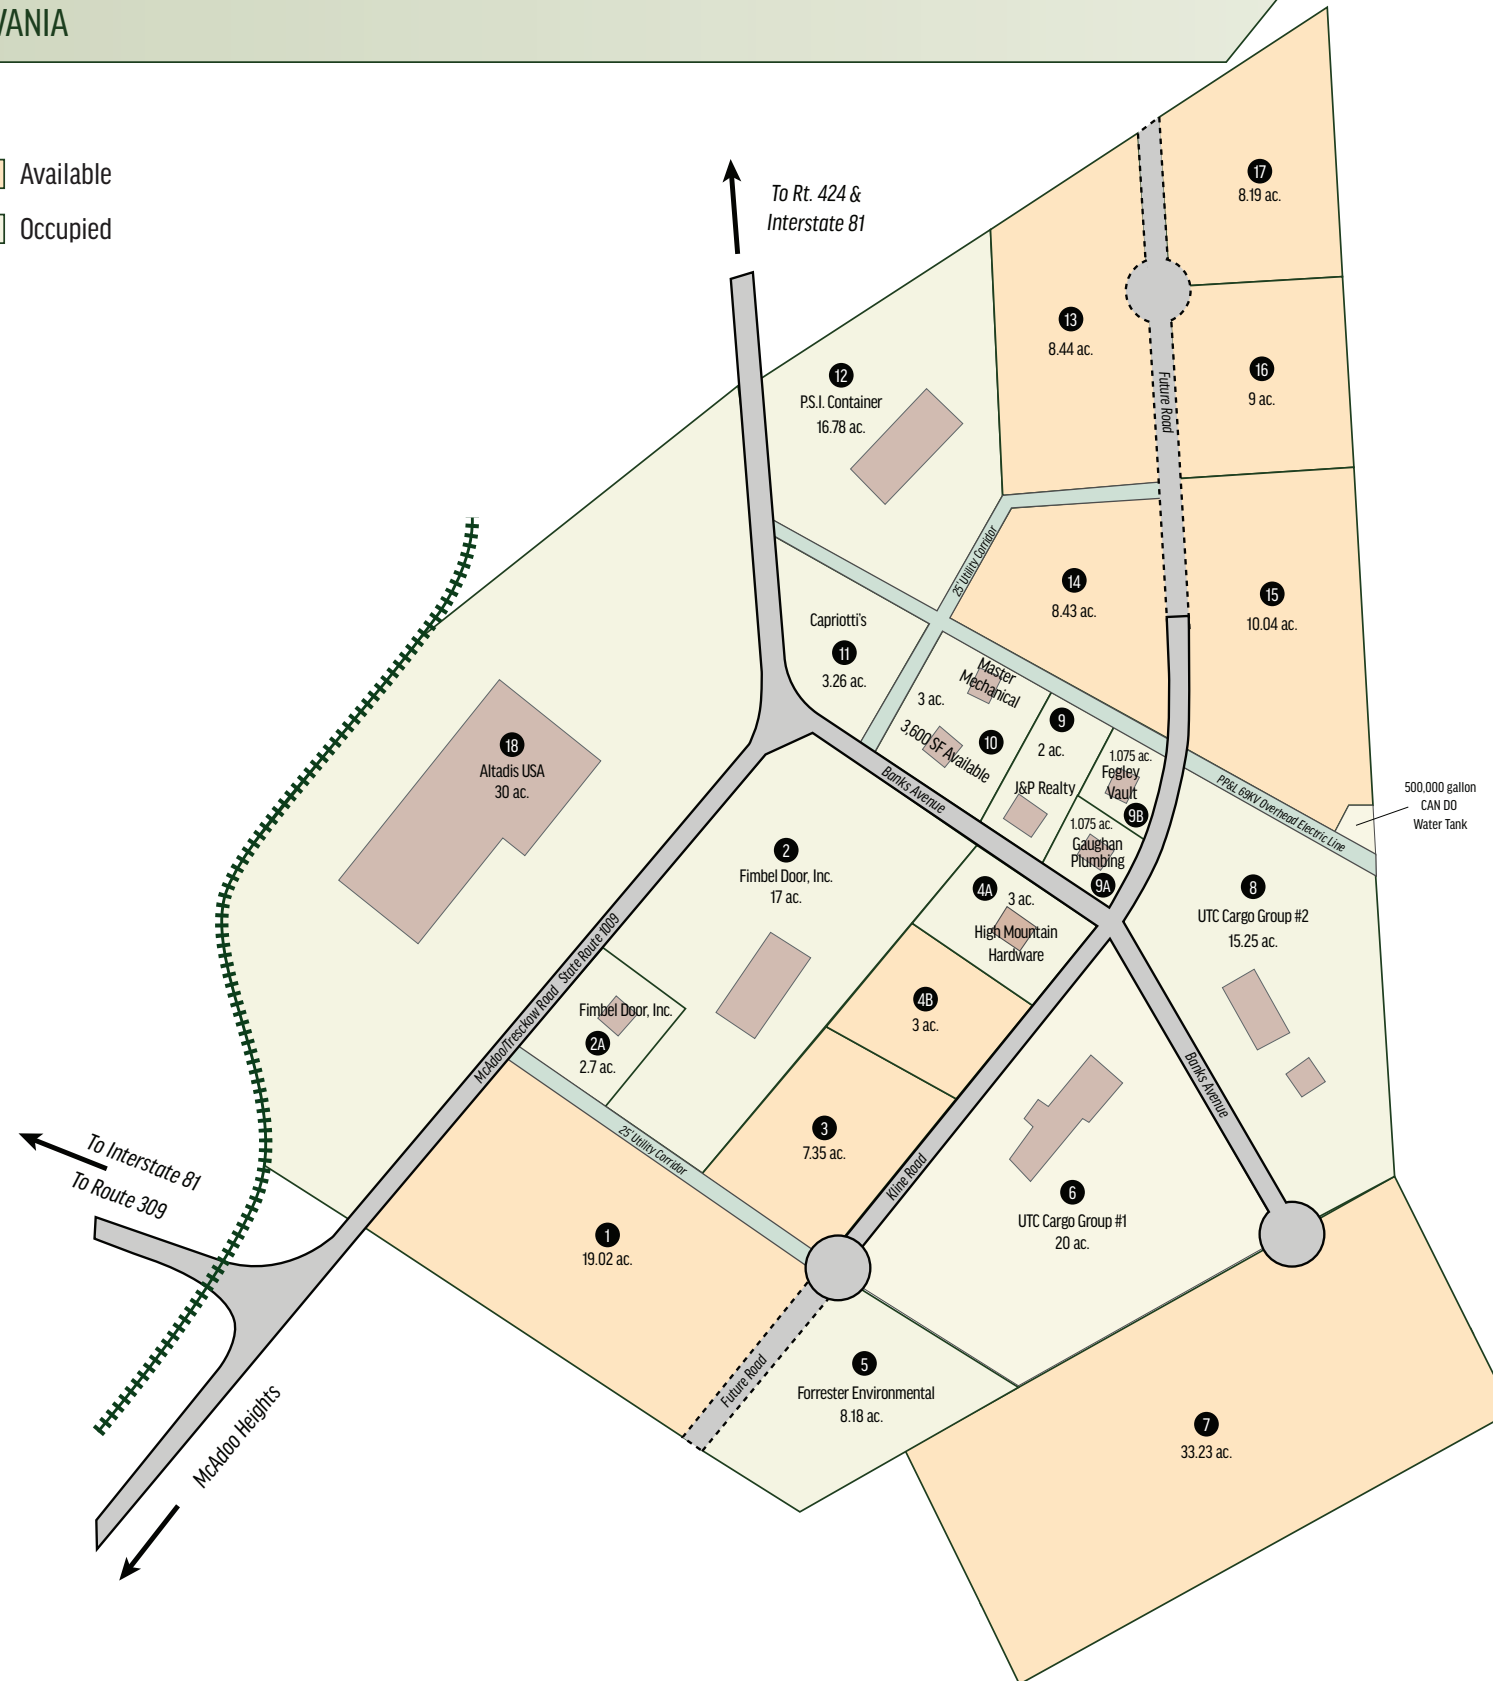 VANIA
Available
Occupied
To Rt. 424 &
Interstate 81
17
8.19 ac.
13
8.44 ac.
16
9 ac.
Future Road
12
P.S.I. Container
16.78 ac.
25' Utility Corridor
14
8.43 ac.
15
10.04 ac.
Capriotti's
11
3.26 ac.
Master
Mechanical
3 ac.
10
3,600 SF Available
9
2 ac.
J&P Realty
1.075 ac.
Fegley
Vault
9B
1.075 ac.
Gaughan
Plumbing
9A
PP&L 69KV Overhead Electric Line
500,000 gallon
CAN DO
Water Tank
18
Altadis USA
30 ac.
Banks Avenue
2
Fimbel Door, Inc.
17 ac.
4A
3 ac.
High Mountain
Hardware
8
UTC Cargo Group #2
15.25 ac.
McAdoo/Tresckow Road State Route 1009
Fimbel Door, Inc.
2A
2.7 ac.
4B
3 ac.
Banks Avenue
3
7.35 ac.
25' Utility Corridor
Kline Road
6
UTC Cargo Group #1
20 ac.
To Interstate 81
To Route 309
1
19.02 ac.
Future Road
5
Forrester Environmental
8.18 ac.
7
33.23 ac.
McAdoo Heights